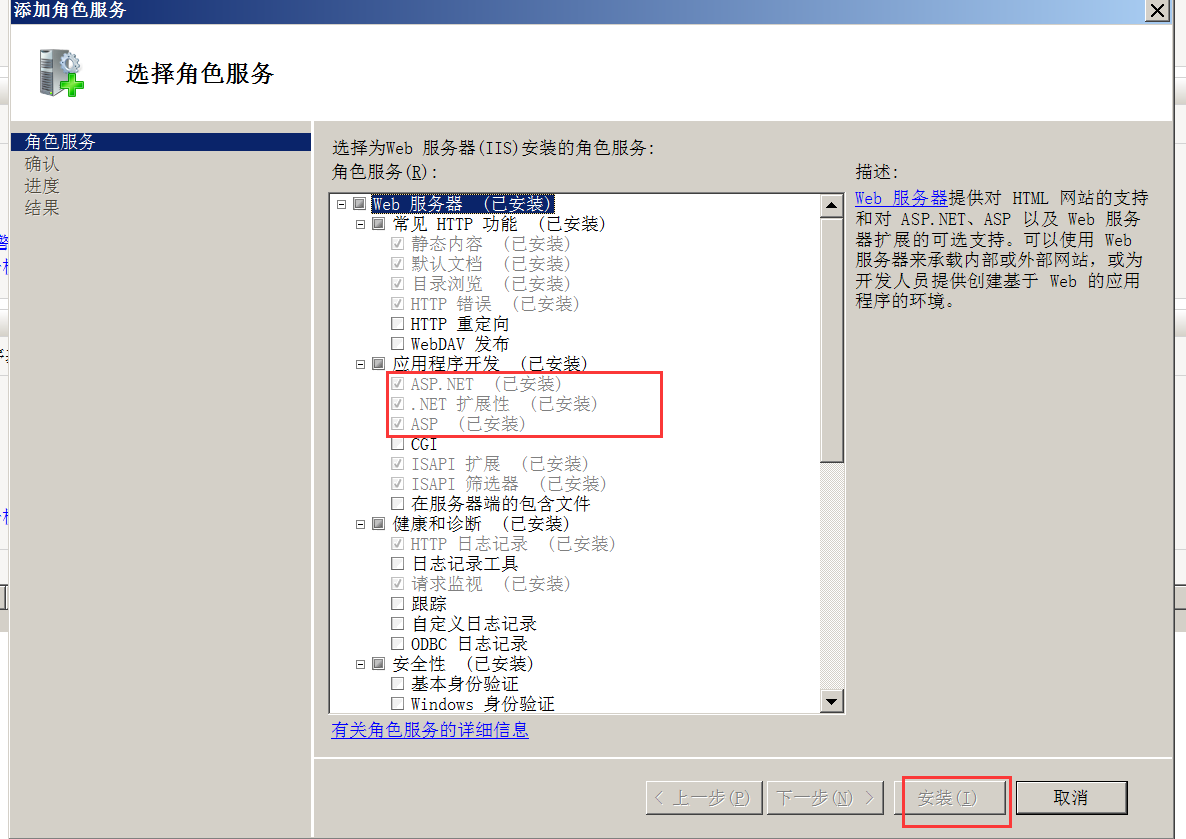 添加角色服务
选择角色服务
角色服务
确认
进度
结果
选择为Web 服务器(IIS)安装的角色服务:
角色服务(R):
Web 服务器 (已安装)
常见 HTTP 功能 (已安装)
静态内容 (已安装)
默认文档 (已安装)
目录浏览 (已安装)
HTTP 错误 (已安装)
HTTP 重定向
WebDAV 发布
应用程序开发 (已安装)
ASP.NET (已安装)
.NET 扩展性 (已安装)
ASP (已安装)
CGI
ISAPI 扩展 (已安装)
ISAPI 筛选器 (已安装)
在服务器端的包含文件
健康和诊断 (已安装)
HTTP 日志记录 (已安装)
日志记录工具
请求监视 (已安装)
跟踪
自定义日志记录
ODBC 日志记录
安全性 (已安装)
基本身份验证
Windows 身份验证
有关角色服务的详细信息
描述:
Web 服务器提供对 HTML 网站的支持
和对 ASP.NET、ASP 以及 Web 服务
器扩展的可选支持。可以使用 Web
服务器来承载内部或外部网站，或为
开发人员提供创建基于 Web 的应用
程序的环境。
< 上一步(P)
下一步(N) >
安装(I)
取消